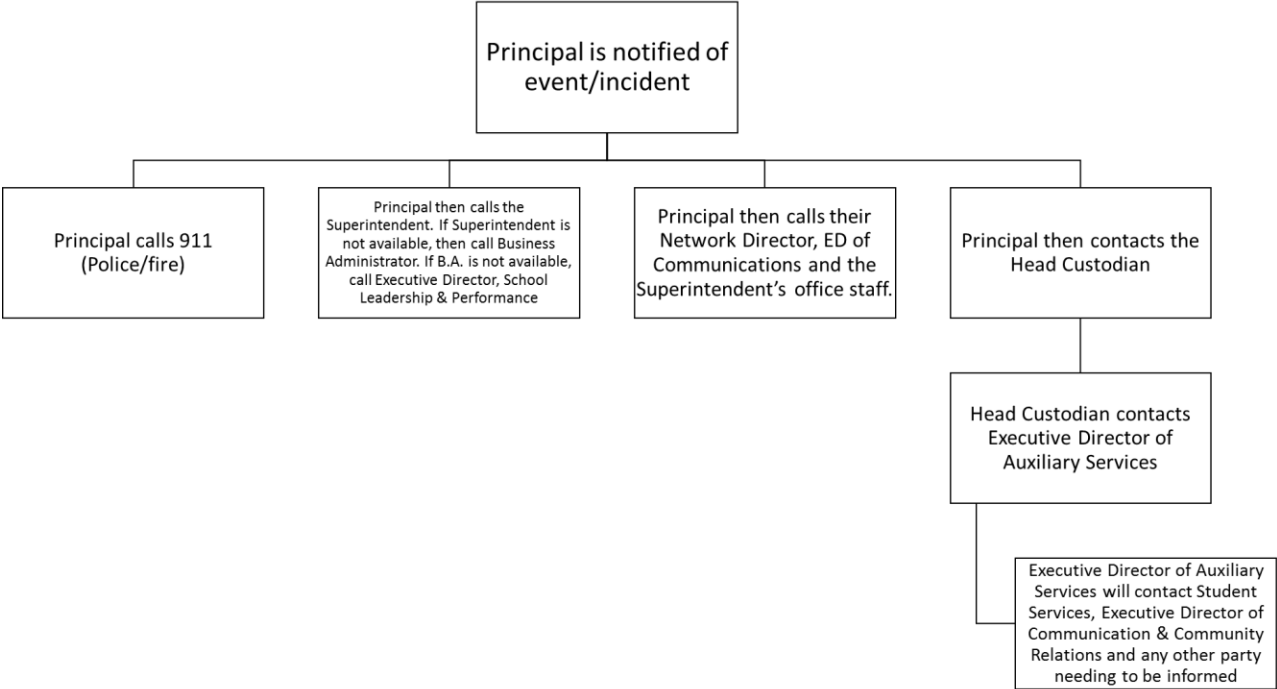 Principal is notified of
event/incident
Principal calls 911
(Police/fire)
Principal then calls the
Superintendent. If Superintendent is
not available, then call Business
Administrator. If B.A. is not available,
call Executive Director, School
Leadership & Performance
Principal then calls their
Network Director, ED of
Communications and the
Superintendent's office staff.
Principal then contacts the
Head Custodian
Head Custodian contacts
Executive Director of
Auxiliary Services
Executive Director of Auxiliary
Services will contact Student
Services, Executive Director of
Communication & Community
Relations and any other party
needing to be informed